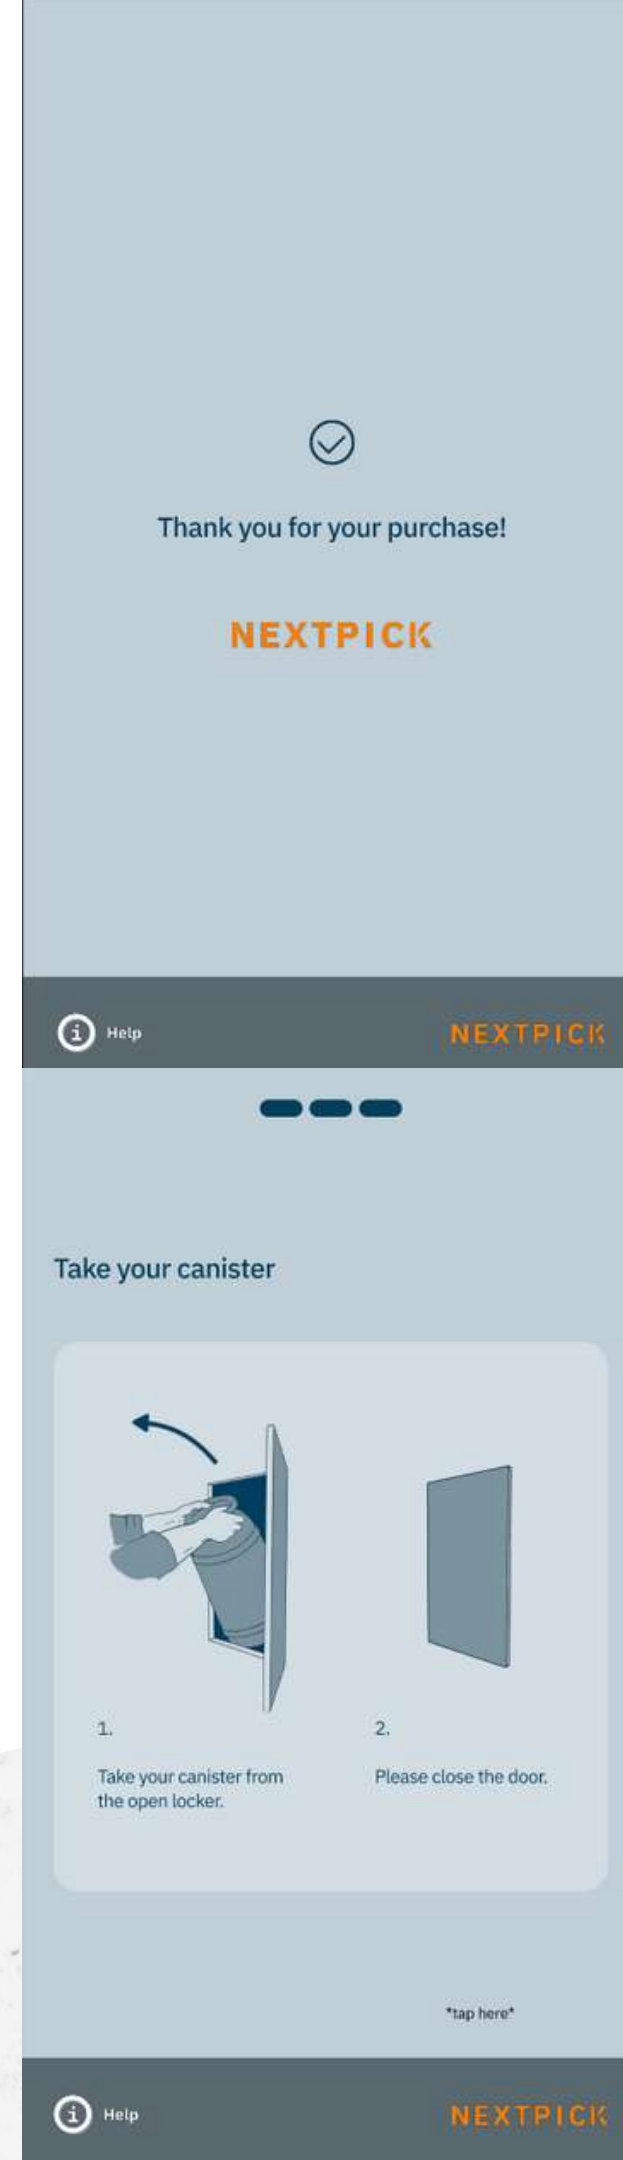 Thank you for your purchase!
NEXTPICK
Help
NEXTPICK
Take your canister
1.
Take your canister from
the open locker.
2.
Please close the door.
*tap here*
Help
NEXTPICK